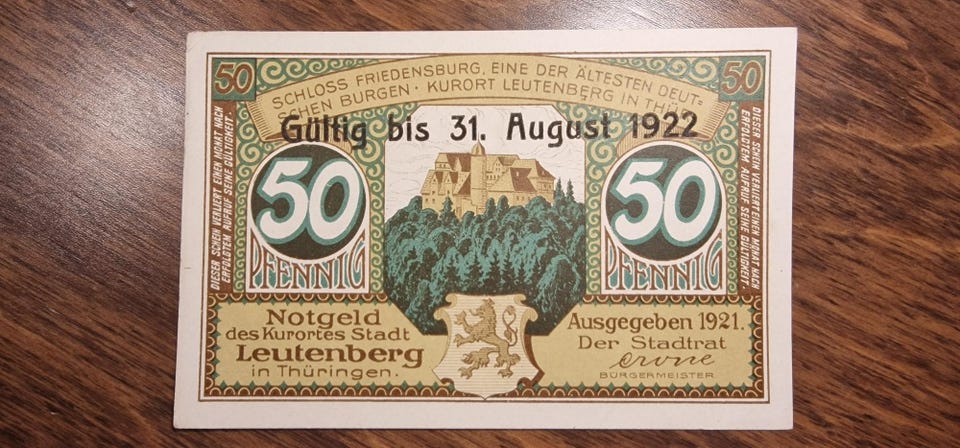 50
50
SCHLOSS FRIEDENSBURG, EINE DER ÄLTESTEN DEUT-
SCHEN BURGEN · KURORT LEUTENBERG IN THÜR.
Gültig bis 31. August 1922
DIESER SCHEIN VERLIERT EINEN MONAT NACH
ERFOLGTEM AUFRUF SEINE GÜLTIGKEIT.
50
PFENNIG
50
PFENNIG
DIESER SCHEIN VERLIERT EINEN MONAT NACH
ERFOLGTEM AUFRUF SEINE GÜLTIGKEIT.
Notgeld
des Kurortes Stadt
Leutenberg
in Thüringen.
Ausgegeben 1921.
Der Stadtrat
Crone
BÜRGERMEISTER